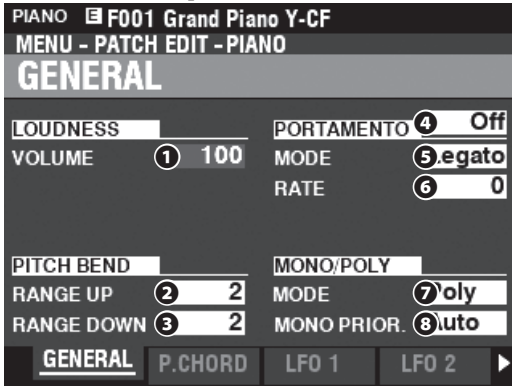 PIANO E F001 Grand Piano Y-CF
MENU - PATCH EDIT - PIANO
GENERAL
LOUDNESS
VOLUME 1 100
PORTAMENTO 4 Off
MODE 5 Legato
RATE 6 0
PITCH BEND
RANGE UP 2 2
RANGE DOWN 3 2
MONO/POLY
MODE 7 Poly
MONO PRIOR. 8 Auto
GENERAL P.CHORD LFO 1 LFO 2